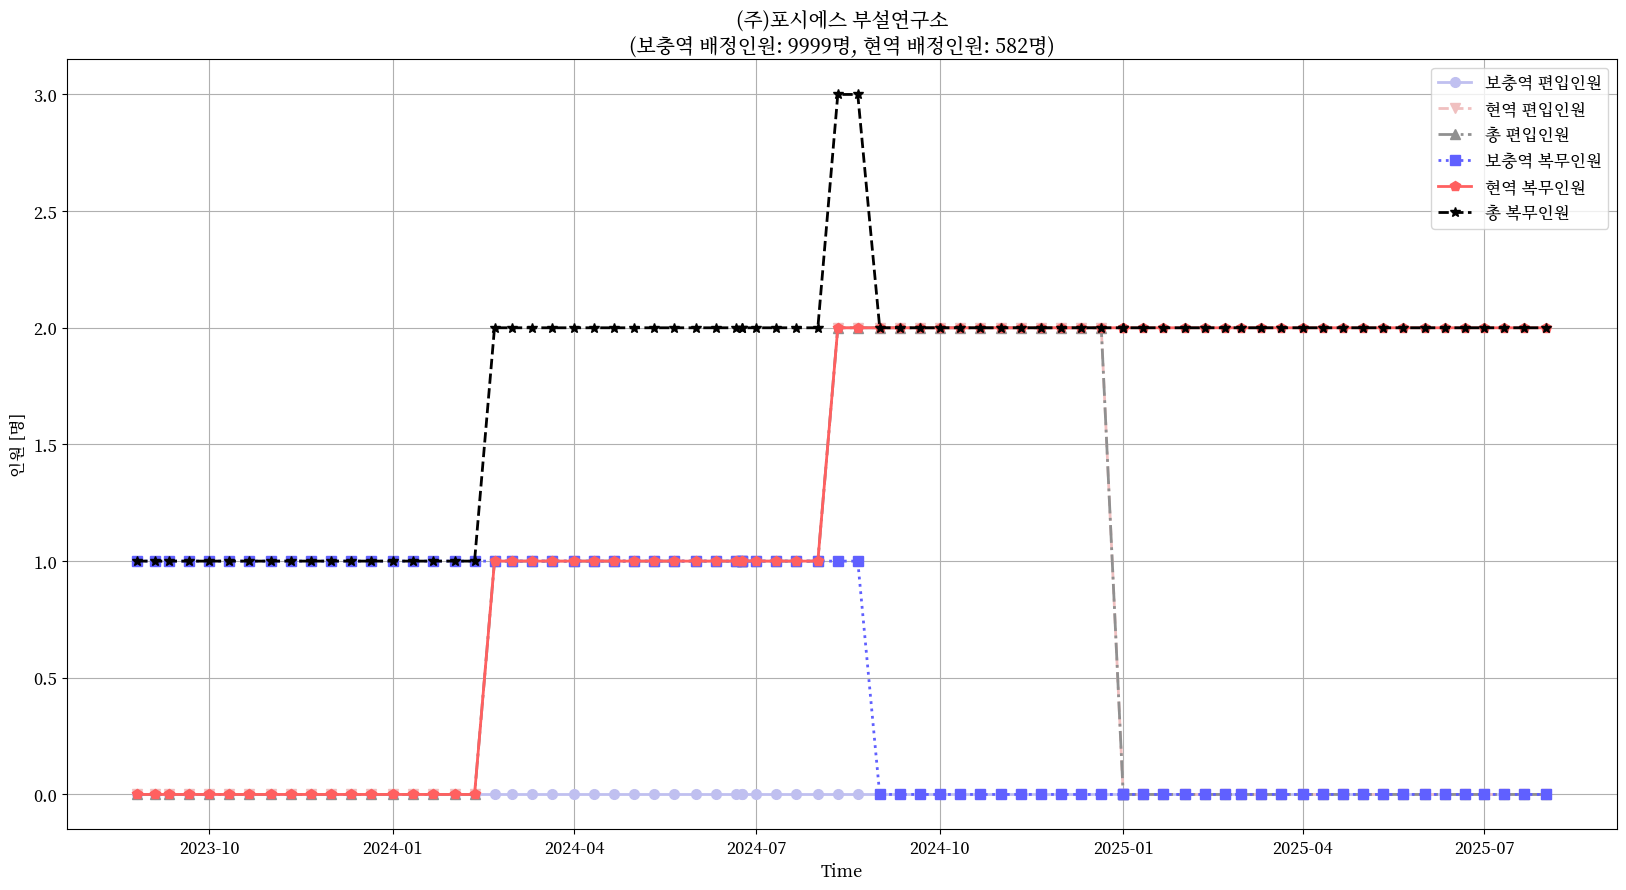 (주)포시에스 부설연구소
(보충역 배정인원: 9999명, 현역 배정인원: 582명)
보충역 편입인원
현역 편입인원
총 편입인원
보충역 복무인원
현역 복무인원
총 복무인원
3.0
2.5
2.0
1.5
1.0
0.5
0.0
인원 [명]
2023-10
2024-01
2024-04
2024-07
2024-10
2025-01
2025-04
2025-07
Time